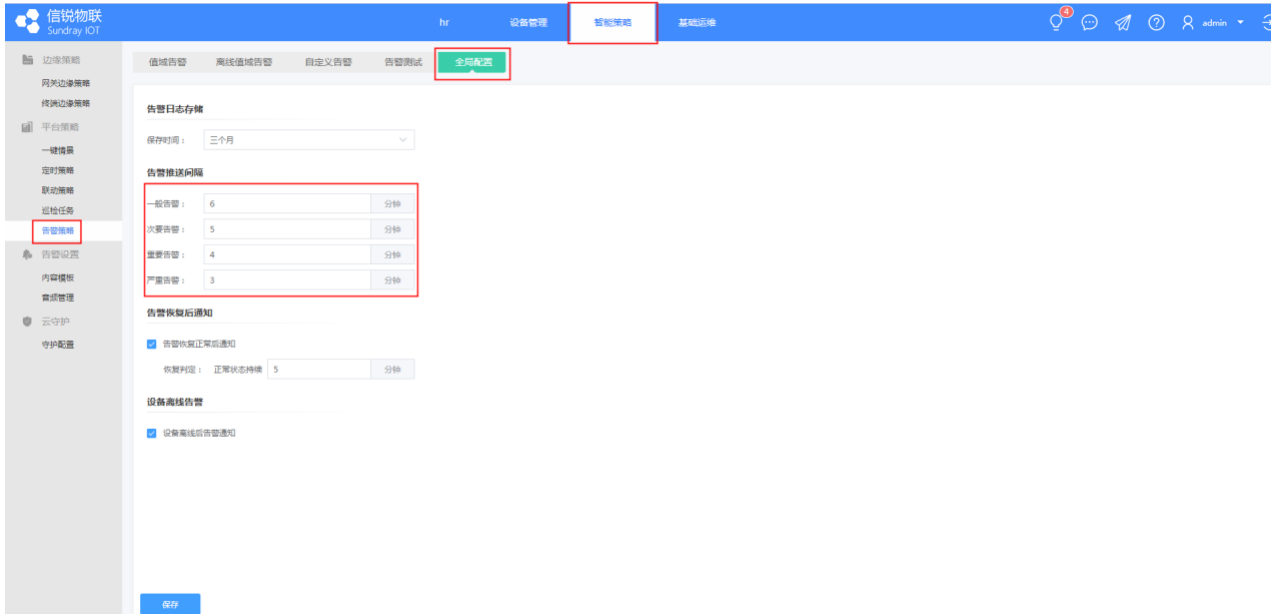 信锐物联
Sundray IOT
hr
设备管理
智能策略
基础运维
4
admin
边缘策略
网关边缘策略
终端边缘策略
平台策略
一键情景
定时策略
联动策略
巡检任务
告警策略
告警设置
内容模板
音频管理
云守护
守护配置
值域告警
离线值域告警
自定义告警
告警测试
全局配置
告警日志存储
保存时间： 三个月
告警推送间隔
一般告警： 6 分钟
次要告警： 5 分钟
重要告警： 4 分钟
严重告警： 3 分钟
告警恢复后通知
告警恢复正常后通知
恢复判定： 正常状态持续 5 分钟
设备离线告警
设备离线后告警通知
保存